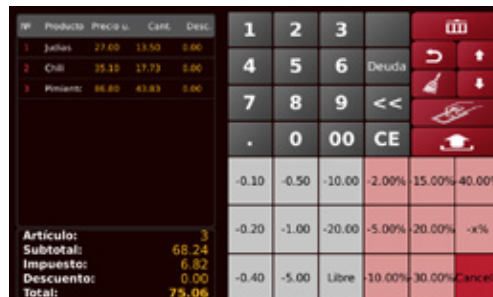 Nº Producto Precio u. Cant. Desc.
1 Judias 27.00 13.50 0.00
2 Chili 35.10 17.73 0.00
3 Pimiento 86.80 43.83 0.00
Artículo: 3
Subtotal: 68.24
Impuesto: 6.82
Descuento: 0.00
Total: 75.06
1 2 3
4 5 6 Deuda
7 8 9 <<
. 0 00 CE
-0.10 -0.50 -10.00 -2.00% -15.00% -40.00%
-0.20 -1.00 -20.00 -5.00% -20.00% -x%
-0.40 -5.00 Libre -10.00% -30.00% Cancel